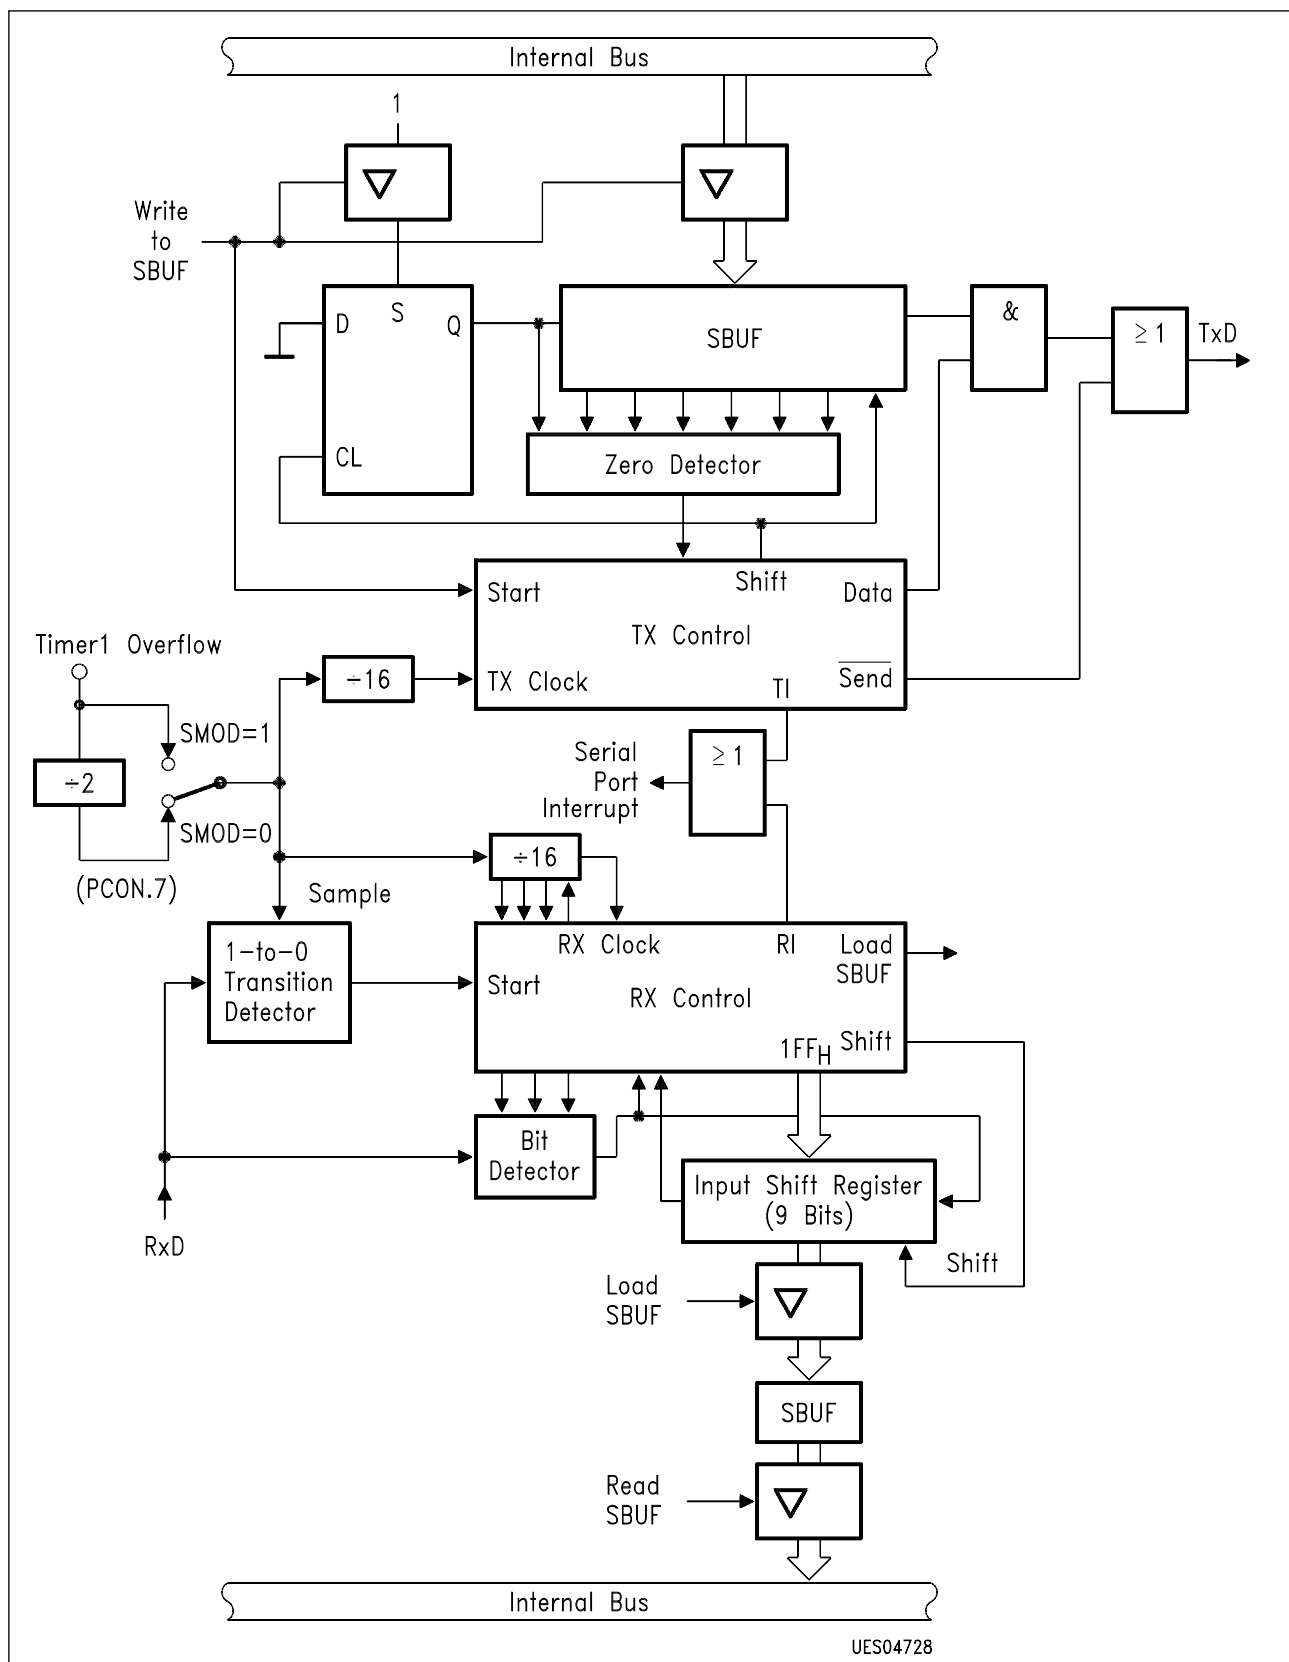 Internal Bus
1
Write
to
SBUF
D
S
Q
CL
SBUF
&
≥1
TxD
Zero Detector
Start
Shift
Data
TX Control
TX Clock
Send
TI
Timer1 Overflow
÷16
SMOD=1
÷2
SMOD=0
(PCON.7)
Serial
Port
Interrupt
≥1
÷16
Sample
1-to-0
Transition
Detector
RX Clock
RI
Load
SBUF
Start
RX Control
1FFH
Shift
Bit
Detector
Input Shift Register
(9 Bits)
RxD
Shift
Load
SBUF
SBUF
Read
SBUF
Internal Bus
UES04728